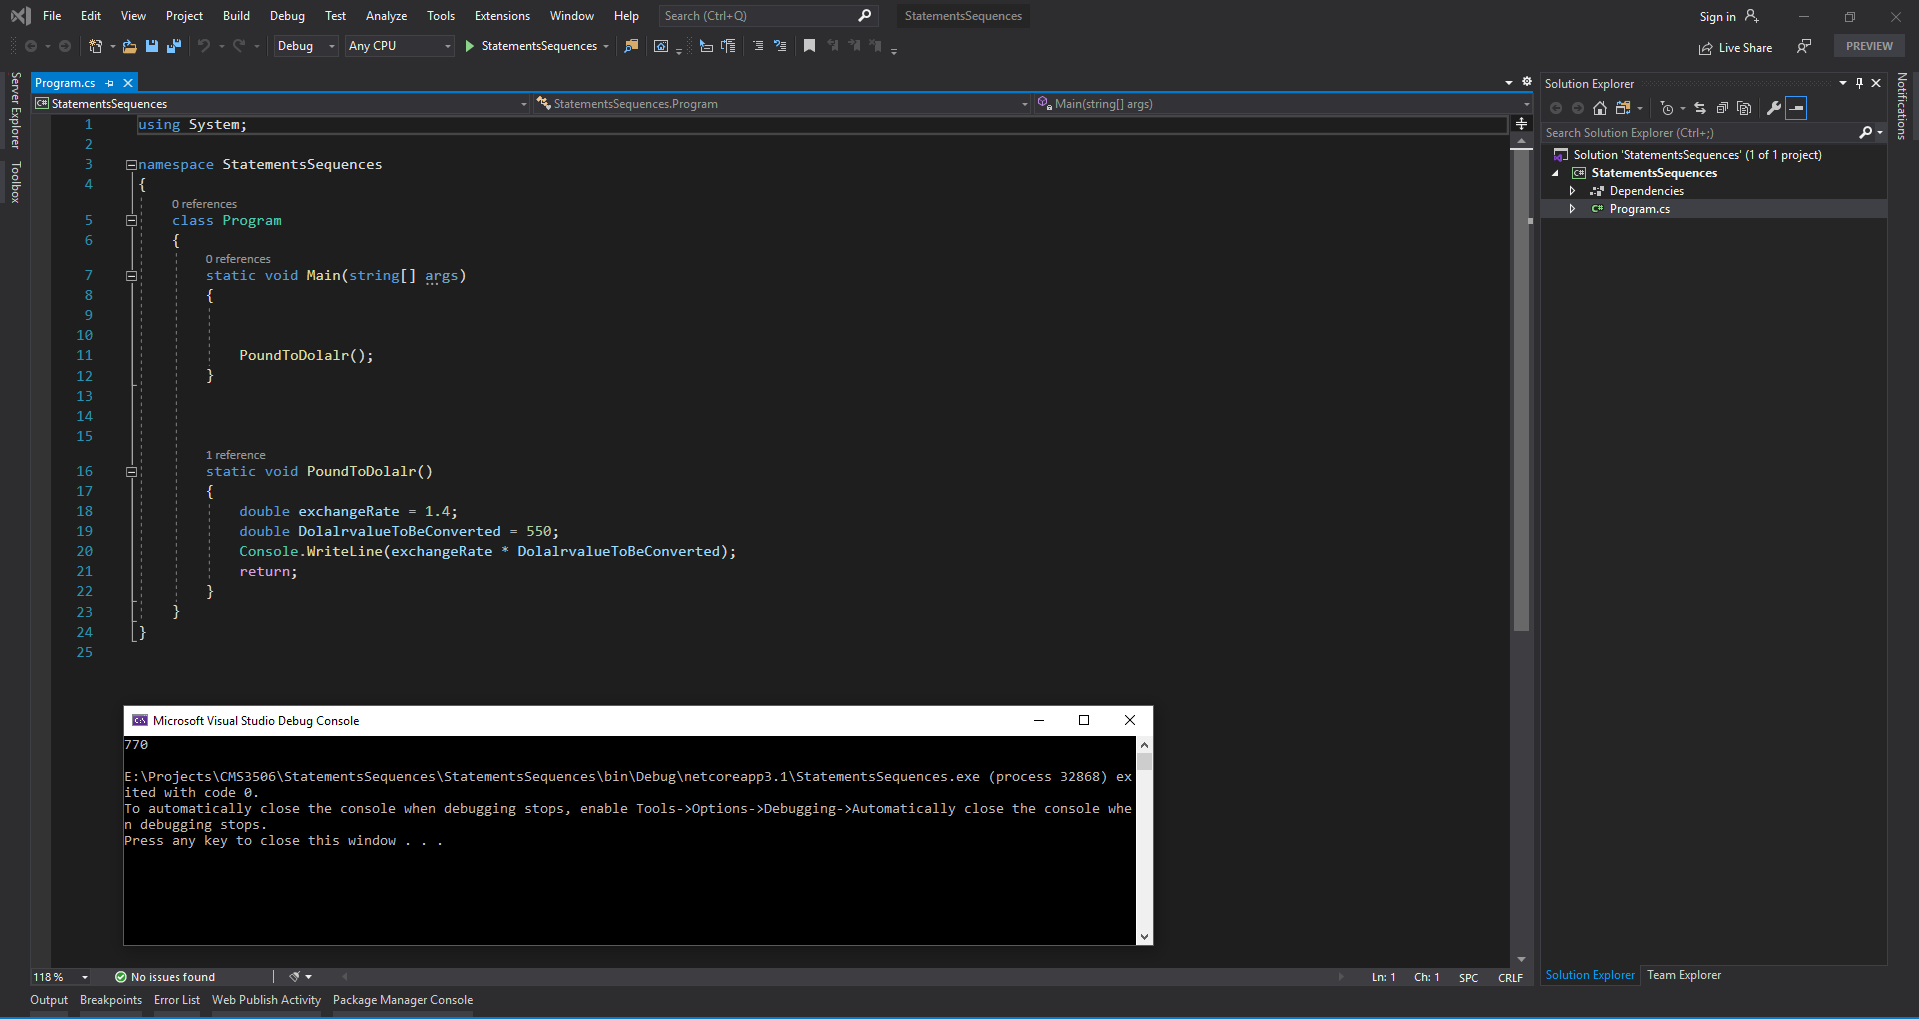 File Edit View Project Build Debug Test Analyze Tools Extensions Window Help Search (Ctrl+Q) StatementsSequences Sign in
Debug Any CPU StatementsSequences Live Share PREVIEW
Server Explorer
Toolbox
Program.cs
StatementsSequences StatementsSequences.Program Main(string[] args)
1 using System;
2
3 namespace StatementsSequences
4 {
0 references
5 class Program
6 {
0 references
7 static void Main(string[] args)
8 {
9
10
11 PoundToDolalr();
12 }
13
14
15
1 reference
16 static void PoundToDolalr()
17 {
18 double exchangeRate = 1.4;
19 double DolalrvalueToBeConverted = 550;
20 Console.WriteLine(exchangeRate * DolalrvalueToBeConverted);
21 return;
22 }
23 }
24 }
25
Microsoft Visual Studio Debug Console
770
E:\Projects\CMS3506\StatementsSequences\StatementsSequences\bin\Debug\netcoreapp3.1\StatementsSequences.exe (process 32868) ex
ited with code 0.
To automatically close the console when debugging stops, enable Tools->Options->Debugging->Automatically close the console whe
n debugging stops.
Press any key to close this window . . .
118 % No issues found Ln: 1 Ch: 1 SPC CRLF
Output Breakpoints Error List Web Publish Activity Package Manager Console
Solution Explorer
Search Solution Explorer (Ctrl+;)
Solution 'StatementsSequences' (1 of 1 project)
C# StatementsSequences
Dependencies
C# Program.cs
Solution Explorer Team Explorer
Notifications